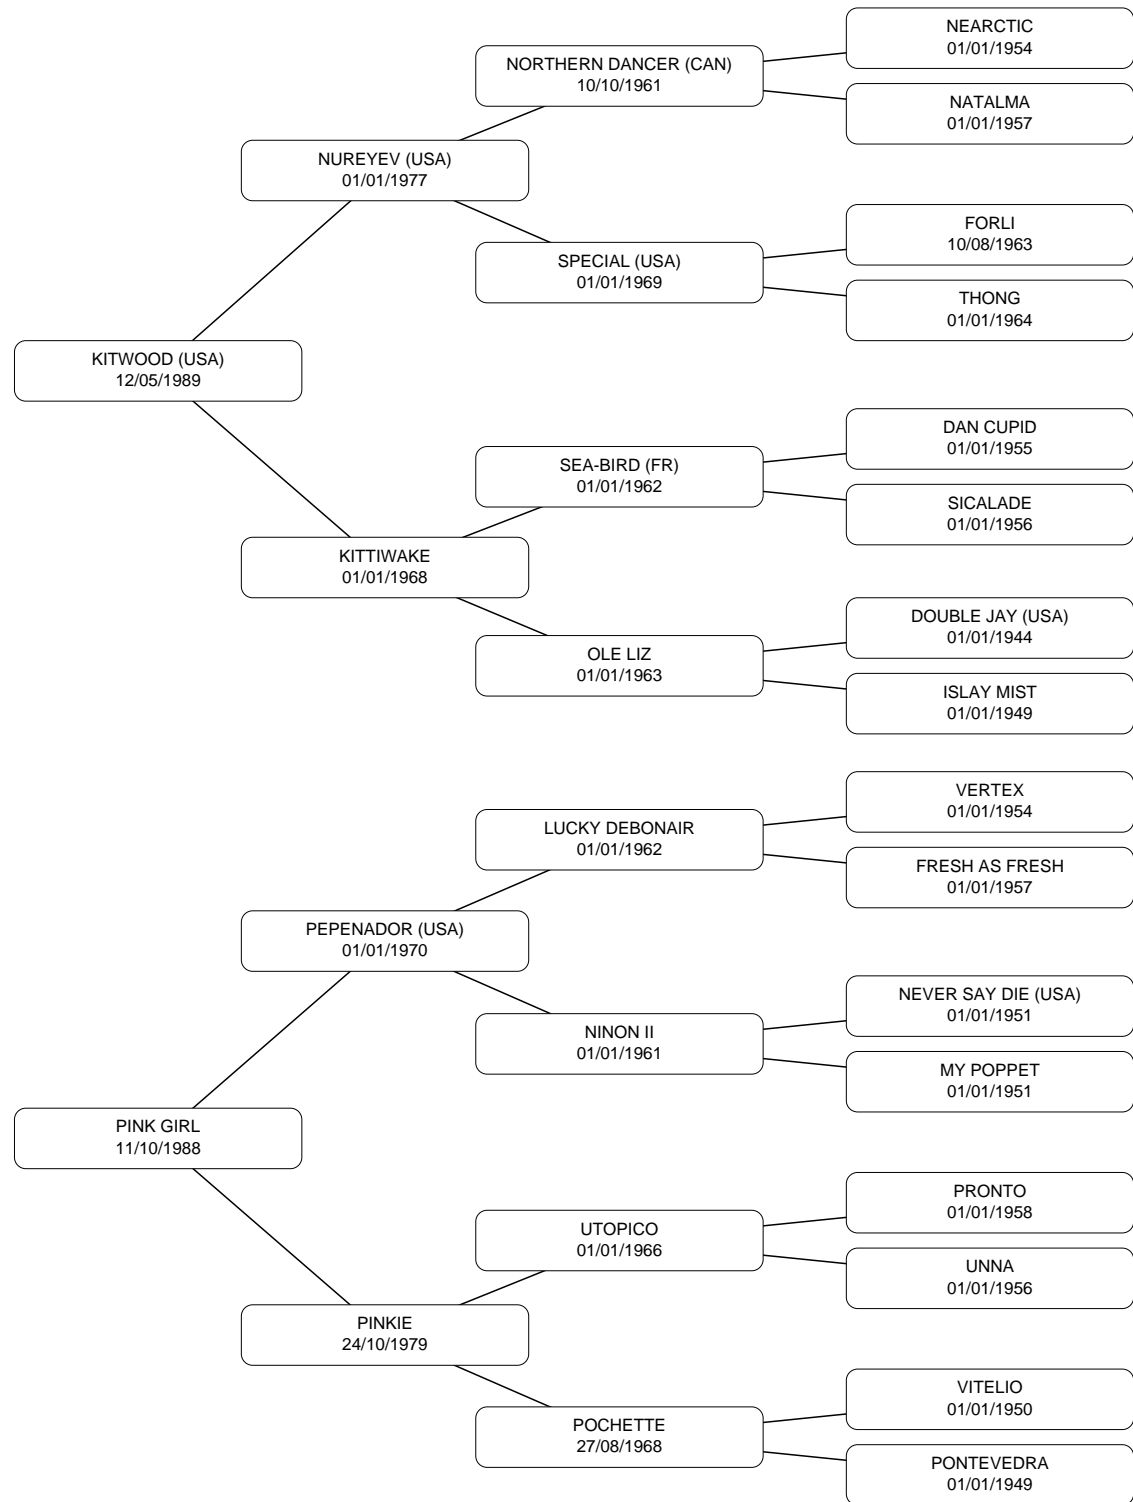 NEARCTIC
01/01/1954
NORTHERN DANCER (CAN)
10/10/1961
NATALMA
01/01/1957
NUREYEV (USA)
01/01/1977
FORLI
10/08/1963
SPECIAL (USA)
01/01/1969
THONG
01/01/1964
KITWOOD (USA)
12/05/1989
DAN CUPID
01/01/1955
SEA-BIRD (FR)
01/01/1962
SICALADE
01/01/1956
KITTIWAKE
01/01/1968
DOUBLE JAY (USA)
01/01/1944
OLE LIZ
01/01/1963
ISLAY MIST
01/01/1949
VERTEX
01/01/1954
LUCKY DEBONAIR
01/01/1962
FRESH AS FRESH
01/01/1957
PEPENADOR (USA)
01/01/1970
NEVER SAY DIE (USA)
01/01/1951
NINON II
01/01/1961
MY POPPET
01/01/1951
PINK GIRL
11/10/1988
PRONTO
01/01/1958
UTOPICO
01/01/1966
UNNA
01/01/1956
PINKIE
24/10/1979
VITELIO
01/01/1950
POCHETTE
27/08/1968
PONTEVEDRA
01/01/1949